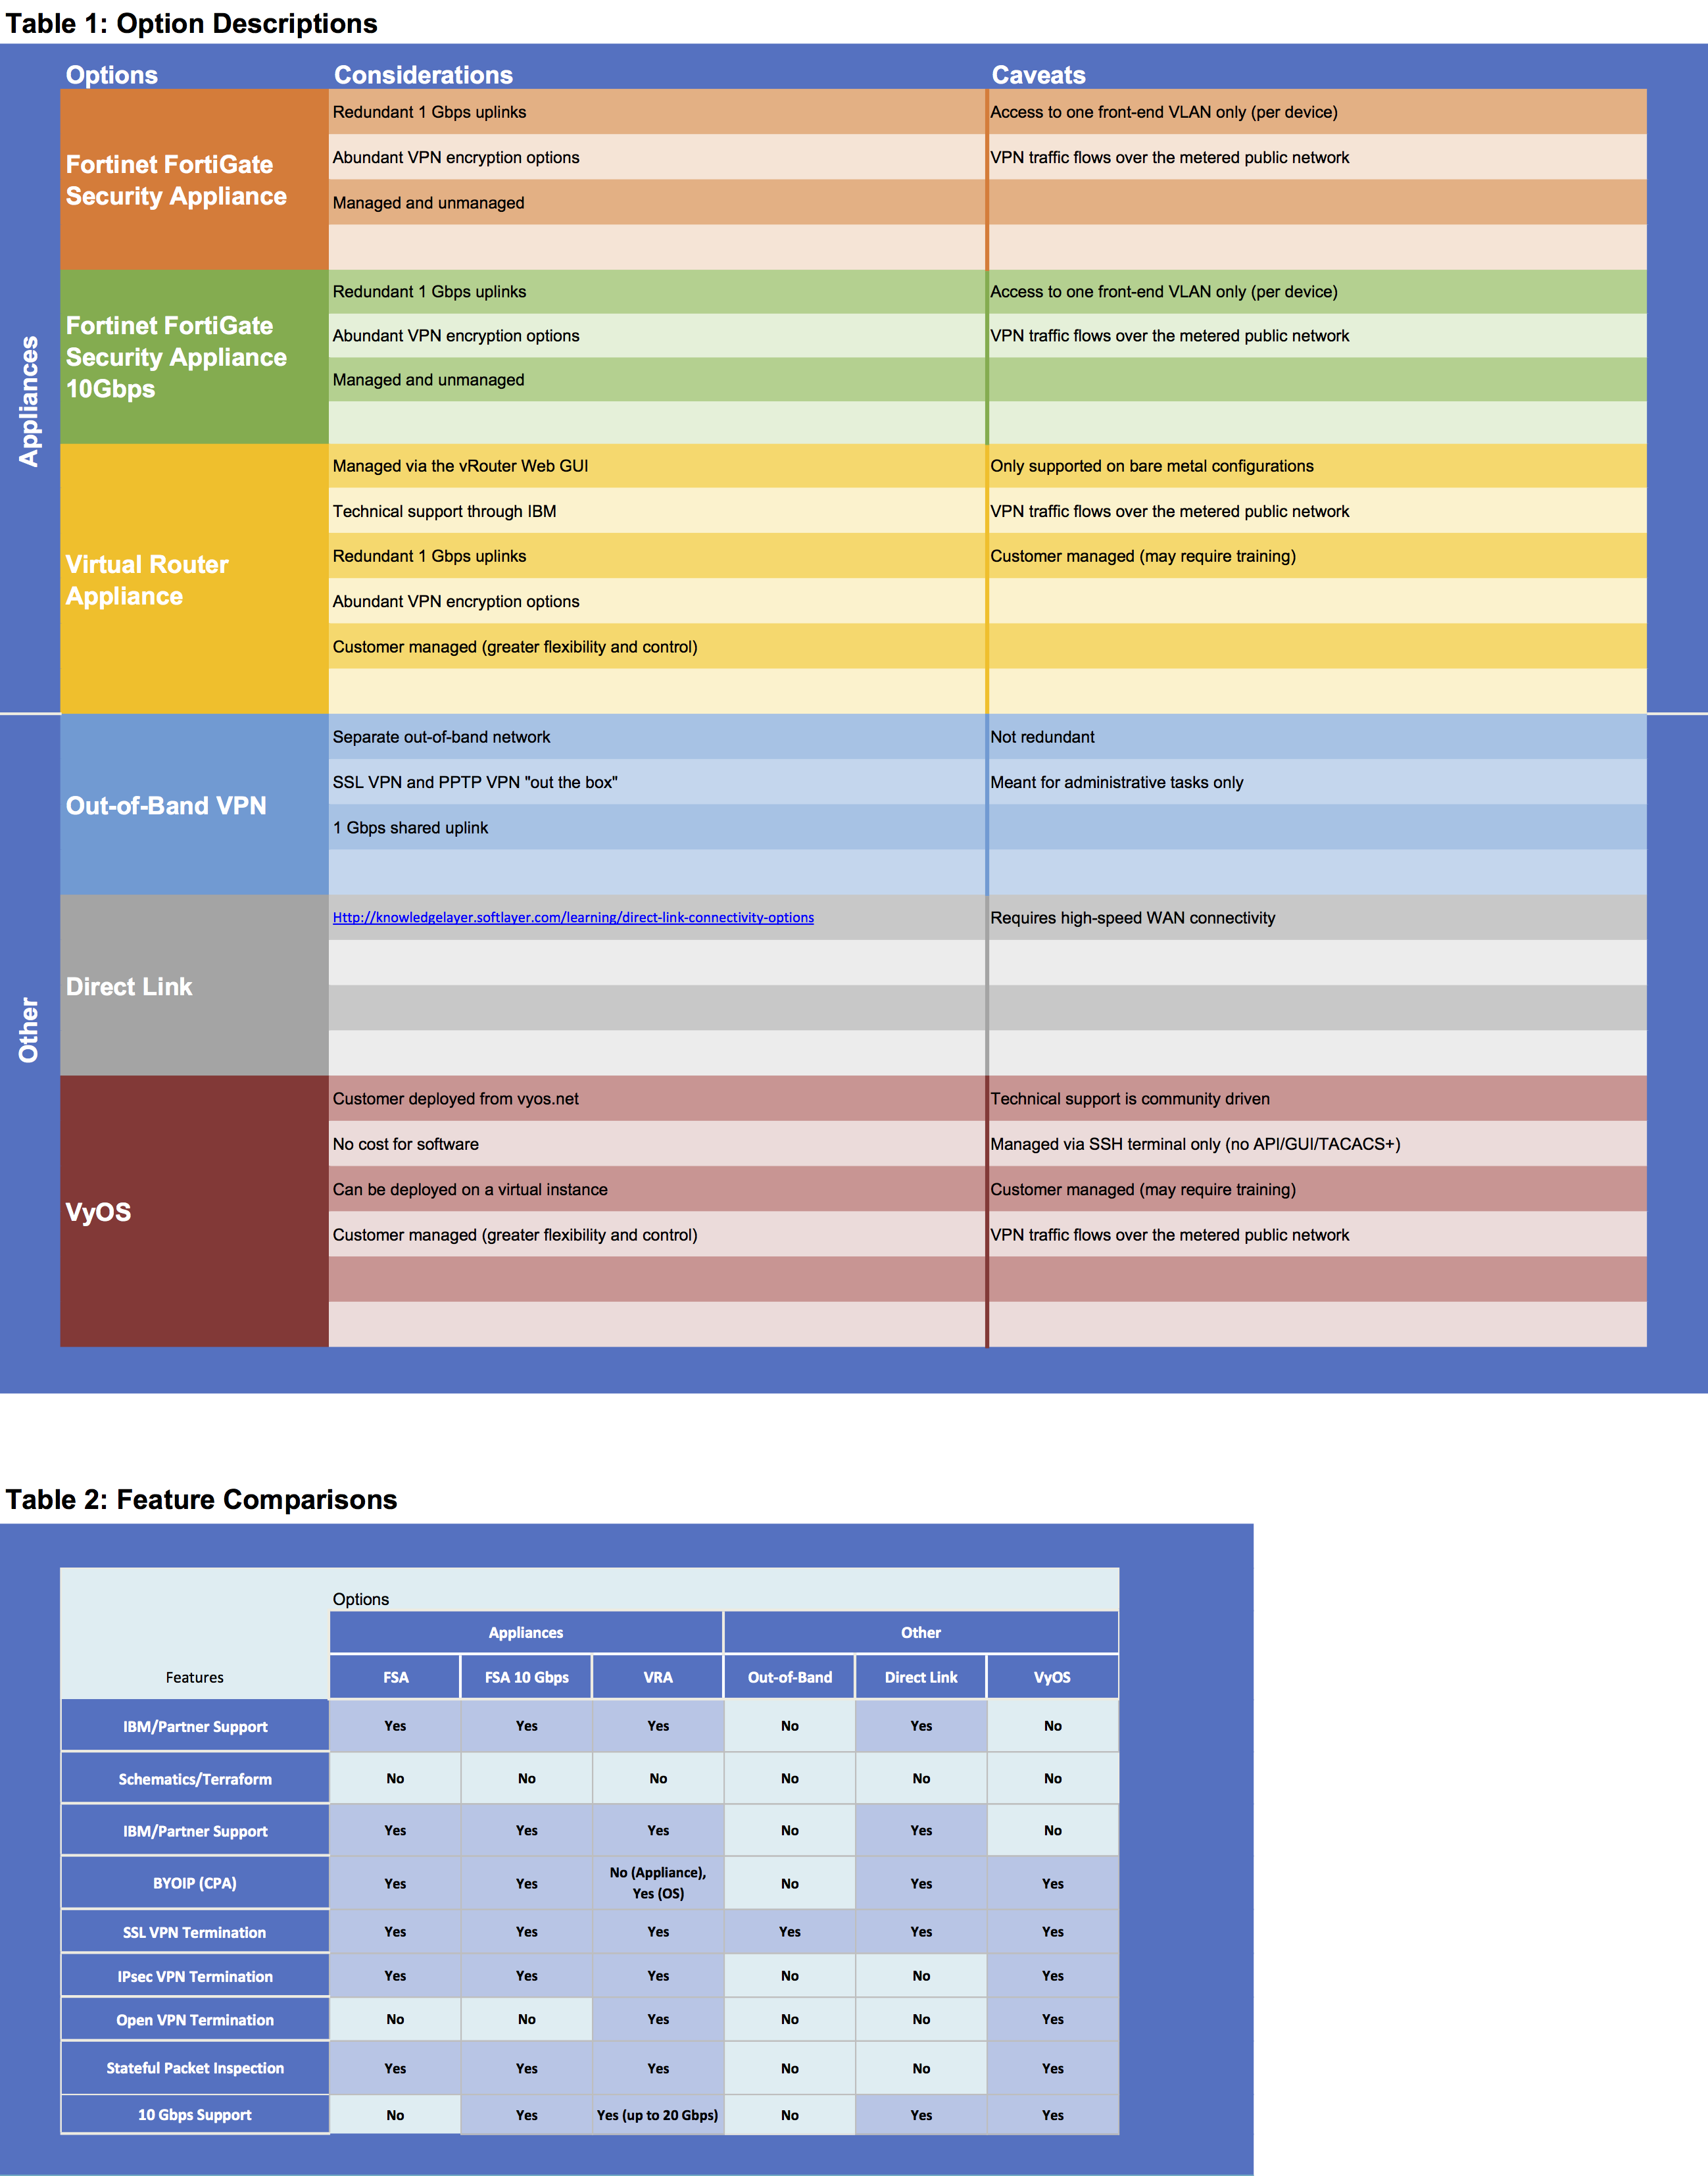 Table 1: Option Descriptions
Options Considerations Caveats
Appliances
Fortinet FortiGate
Security Appliance
Redundant 1 Gbps uplinks Access to one front-end VLAN only (per device)
Abundant VPN encryption options VPN traffic flows over the metered public network
Managed and unmanaged
Fortinet FortiGate
Security Appliance
10Gbps
Redundant 1 Gbps uplinks Access to one front-end VLAN only (per device)
Abundant VPN encryption options VPN traffic flows over the metered public network
Managed and unmanaged
Virtual Router
Appliance
Managed via the vRouter Web GUI Only supported on bare metal configurations
Technical support through IBM VPN traffic flows over the metered public network
Redundant 1 Gbps uplinks Customer managed (may require training)
Abundant VPN encryption options
Customer managed (greater flexibility and control)
Other
Out-of-Band VPN
Separate out-of-band network Not redundant
SSL VPN and PPTP VPN "out the box" Meant for administrative tasks only
1 Gbps shared uplink
Direct Link
Http://knowledgelayer.softlayer.com/learning/direct-link-connectivity-options Requires high-speed WAN connectivity
VyOS
Customer deployed from vyos.net Technical support is community driven
No cost for software Managed via SSH terminal only (no API/GUI/TACACS+)
Can be deployed on a virtual instance Customer managed (may require training)
Customer managed (greater flexibility and control) VPN traffic flows over the metered public network
Table 2: Feature Comparisons
Options
Appliances Other
Features FSA FSA 10 Gbps VRA Out-of-Band Direct Link VyOS
IBM/Partner Support Yes Yes Yes No Yes No
Schematics/Terraform No No No No No No
IBM/Partner Support Yes Yes Yes No Yes No
BYOIP (CPA) Yes Yes No (Appliance), Yes (OS) No Yes Yes
SSL VPN Termination Yes Yes Yes Yes Yes Yes
IPsec VPN Termination Yes Yes Yes No No Yes
Open VPN Termination No No Yes No No Yes
Stateful Packet Inspection Yes Yes Yes No No Yes
10 Gbps Support No Yes Yes (up to 20 Gbps) No Yes Yes